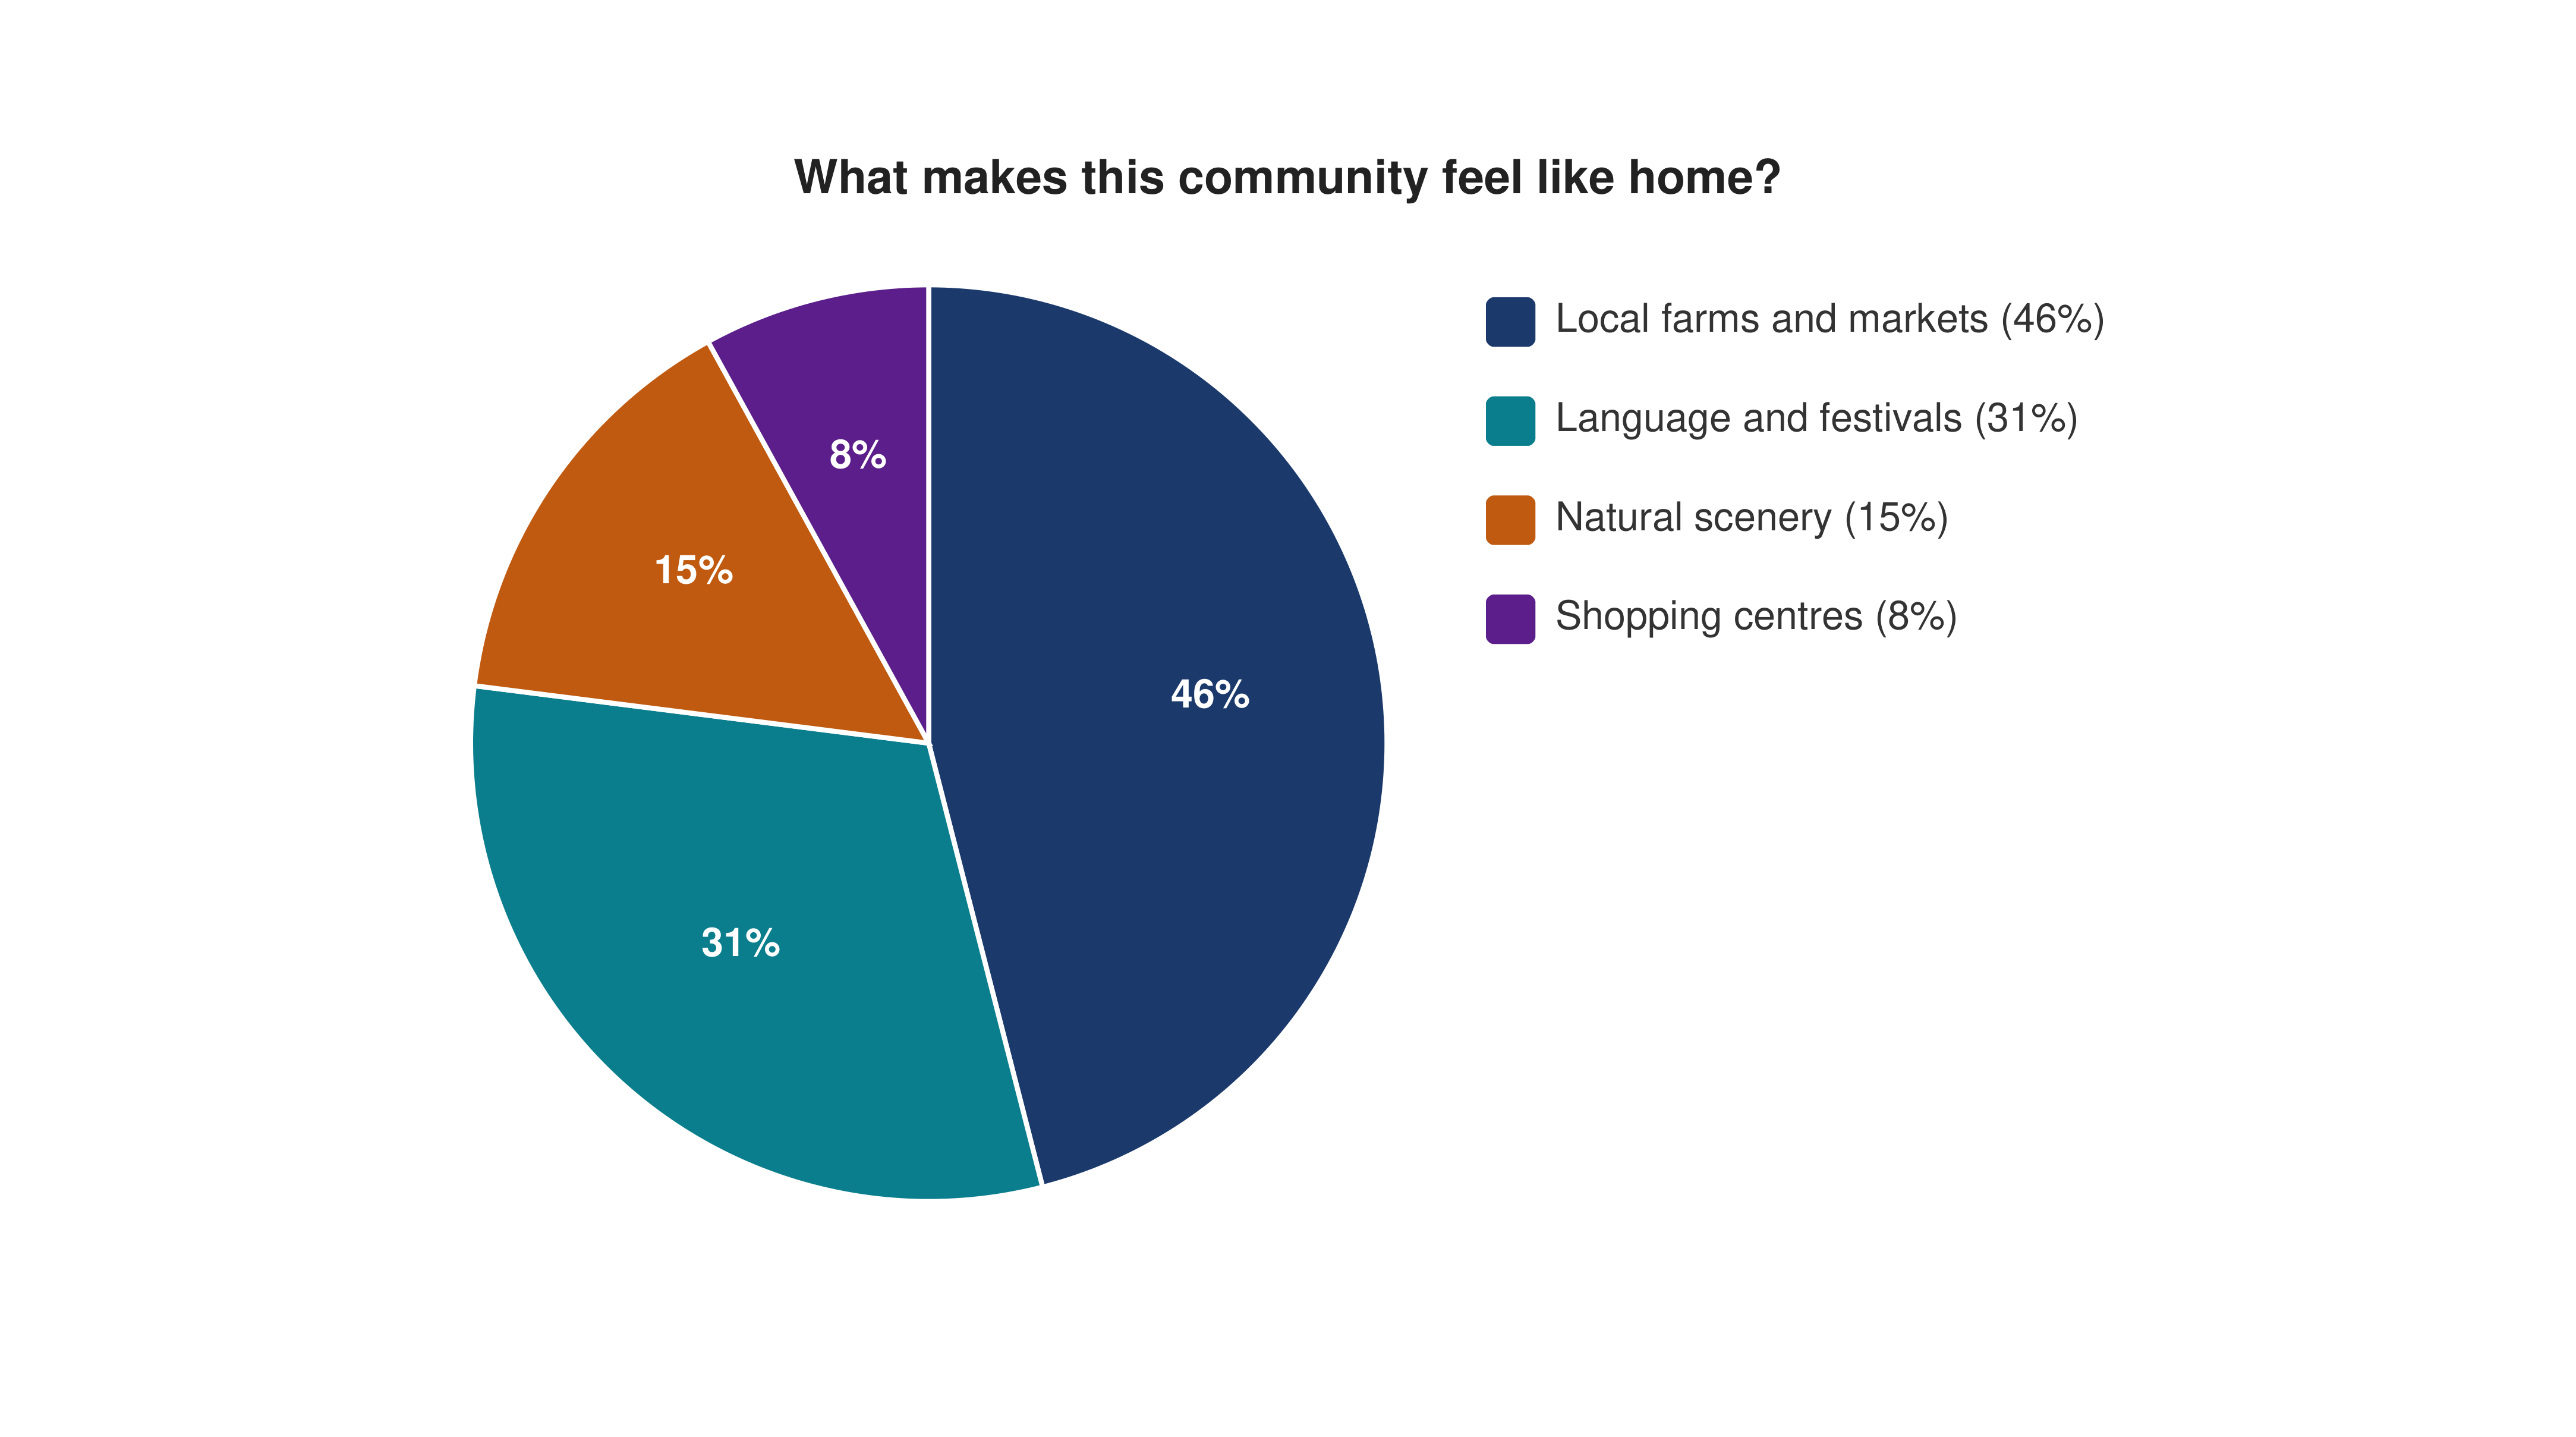 What makes this community feel like home?
Local farms and markets (46%)
Language and festivals (31%)
Natural scenery (15%)
Shopping centres (8%)
8%
15%
46%
31%